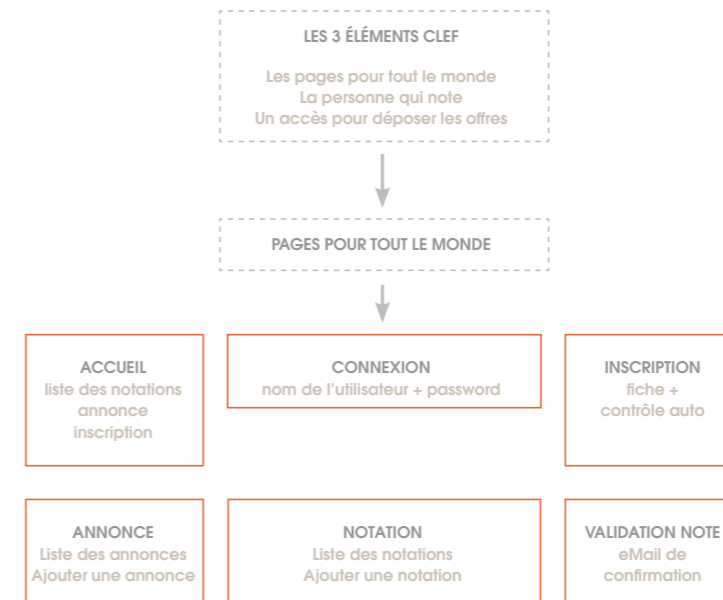 LES 3 ÉLÉMENTS CLEF
Les pages pour tout le monde
La personne qui note
Un accès pour déposer les offres
PAGES POUR TOUT LE MONDE
ACCUEIL
liste des notations
annonce
inscription
CONNEXION
nom de l'utilisateur + password
INSCRIPTION
fiche +
contrôle auto
ANNONCE
Liste des annonces
Ajouter une annonce
NOTATION
Liste des notations
Ajouter une notation
VALIDATION NOTE
eMail de
confirmation